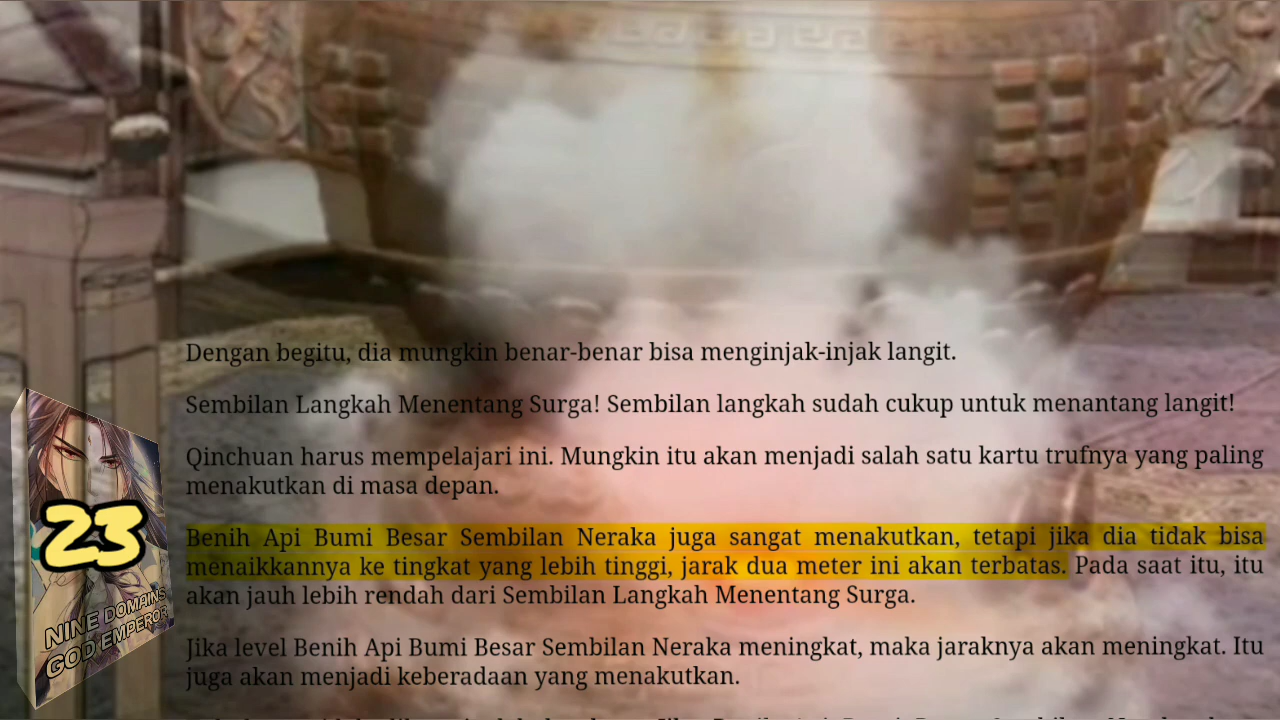 Dengan begitu, dia mungkin benar-benar bisa menginjak-injak langit.
Sembilan Langkah Menentang Surga! Sembilan langkah sudah cukup untuk menantang langit!
Qinchuan harus mempelajari ini. Mungkin itu akan menjadi salah satu kartu trufnya yang paling
menakutkan di masa depan.
Benih Api Bumi Besar Sembilan Neraka juga sangat menakutkan, tetapi jika dia tidak bisa
menaikkannya ke tingkat yang lebih tinggi, jarak dua meter ini akan terbatas. Pada saat itu, itu
akan jauh lebih rendah dari Sembilan Langkah Menentang Surga.
Jika level Benih Api Bumi Besar Sembilan Neraka meningkat, maka jaraknya akan meningkat. Itu
juga akan menjadi keberadaan yang menakutkan.
23
NINE DOMAINS
GOD EMPEROR